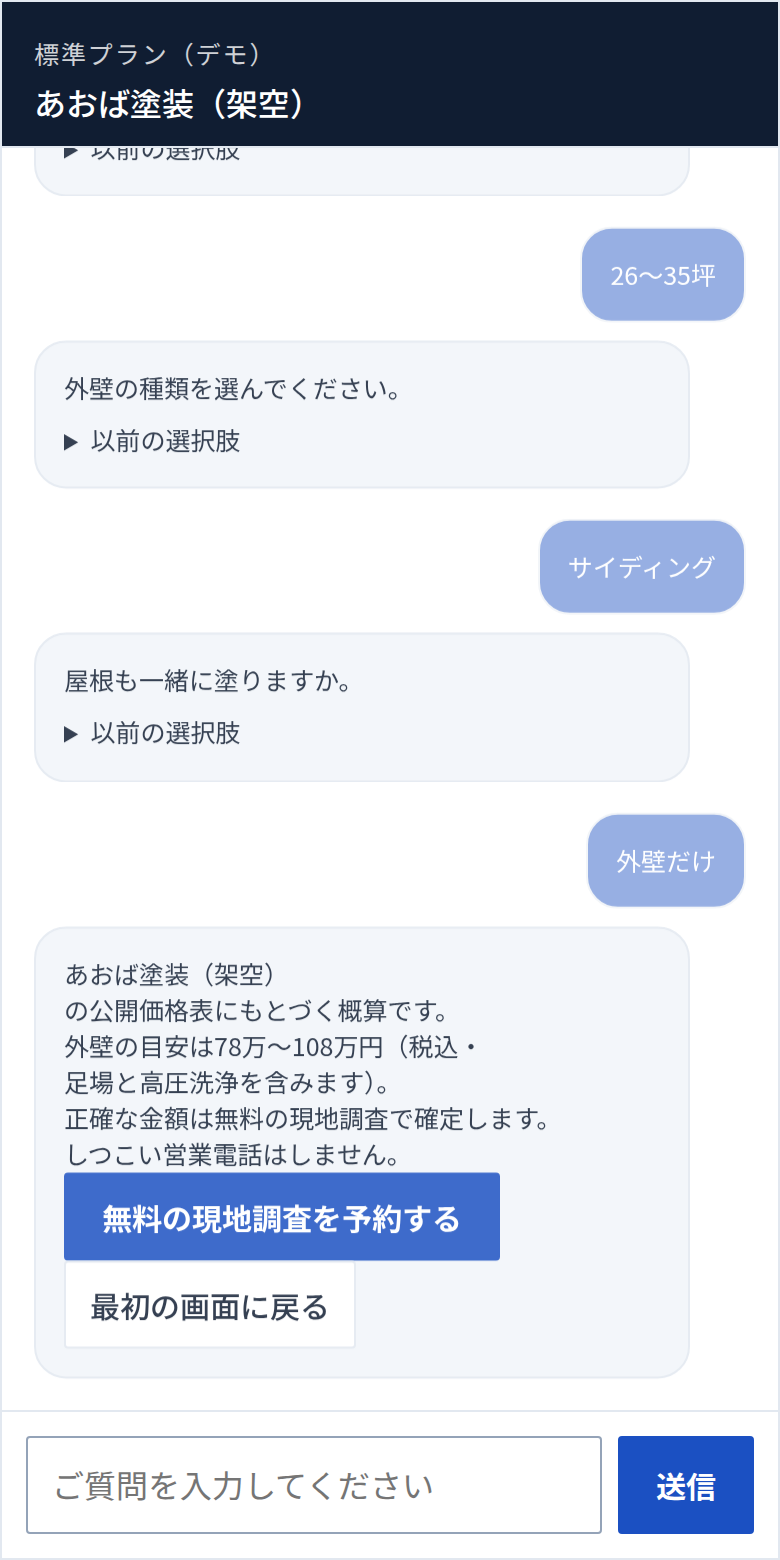 標準プラン（デモ）
あおば塗装（架空）
▶ 以前の選択肢
26〜35坪
外壁の種類を選んでください。
▶ 以前の選択肢
サイディング
屋根も一緒に塗りますか。
▶ 以前の選択肢
外壁だけ
あおば塗装（架空）
の公開価格表にもとづく概算です。
外壁の目安は78万〜108万円（税込・
足場と高圧洗浄を含みます）。
正確な金額は無料の現地調査で確定します。
しつこい営業電話はしません。
無料の現地調査を予約する
最初の画面に戻る
ご質問を入力してください
送信